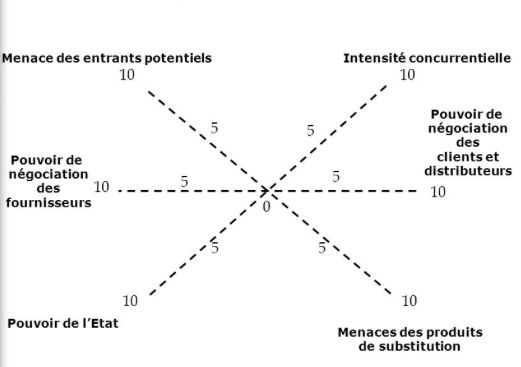 Menace des entrants potentiels
10
Intensité concurrentielle
10
5
5
Pouvoir de
négociation
des
clients et
distributeurs
10
5
Pouvoir de
négociation
des
fournisseurs
10
5
0
5
5
10
Pouvoir de l'Etat
10
Menaces des produits
de substitution